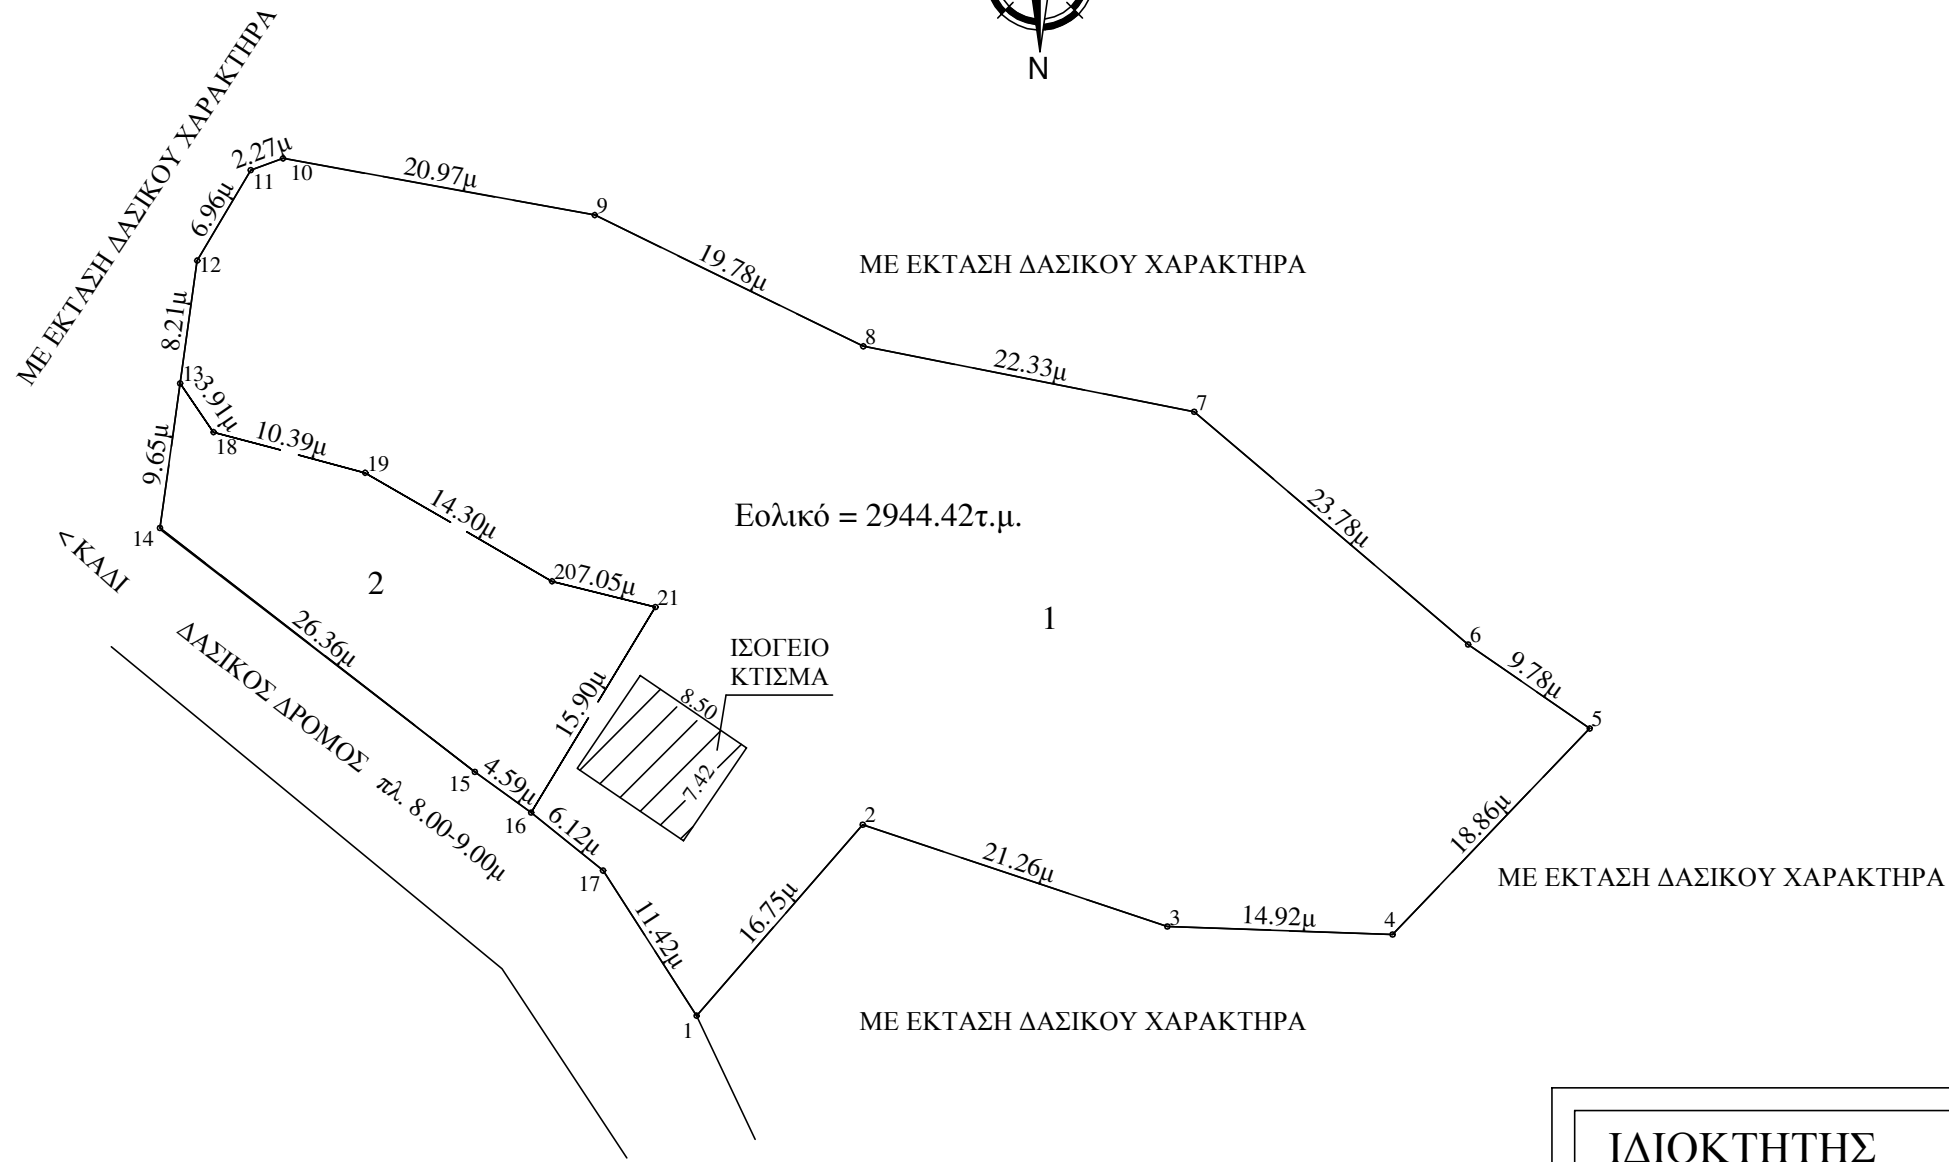 N
ΜΕ ΕΚΤΑΣΗ ΔΑΣΙΚΟΥ ΧΑΡΑΚΤΗΡΑ
2.27μ
10
11
20.97μ
9
6.96μ
12
19.78μ
ΜΕ ΕΚΤΑΣΗ ΔΑΣΙΚΟΥ ΧΑΡΑΚΤΗΡΑ
8.21μ
8
22.33μ
13
3.91μ
7
9.65μ
18
10.39μ
19
14.30μ
Εολικό = 2944.42τ.μ.
23.78μ
14
< ΚΑΔΙ
2
20
7.05μ
21
1
26.36μ
6
ΙΣΟΓΕΙΟ
ΚΤΙΣΜΑ
9.78μ
ΔΑΣΙΚΟΣ ΔΡΟΜΟΣ πλ. 8.00-9.00μ
15.90μ
8.50
5
7.42
15
4.59μ
16
6.12μ
2
17
18.86μ
21.26μ
ΜΕ ΕΚΤΑΣΗ ΔΑΣΙΚΟΥ ΧΑΡΑΚΤΗΡΑ
11.42μ
16.75μ
3
14.92μ
4
1
ΜΕ ΕΚΤΑΣΗ ΔΑΣΙΚΟΥ ΧΑΡΑΚΤΗΡΑ
ΙΔΙΟΚΤΗΤΗΣ